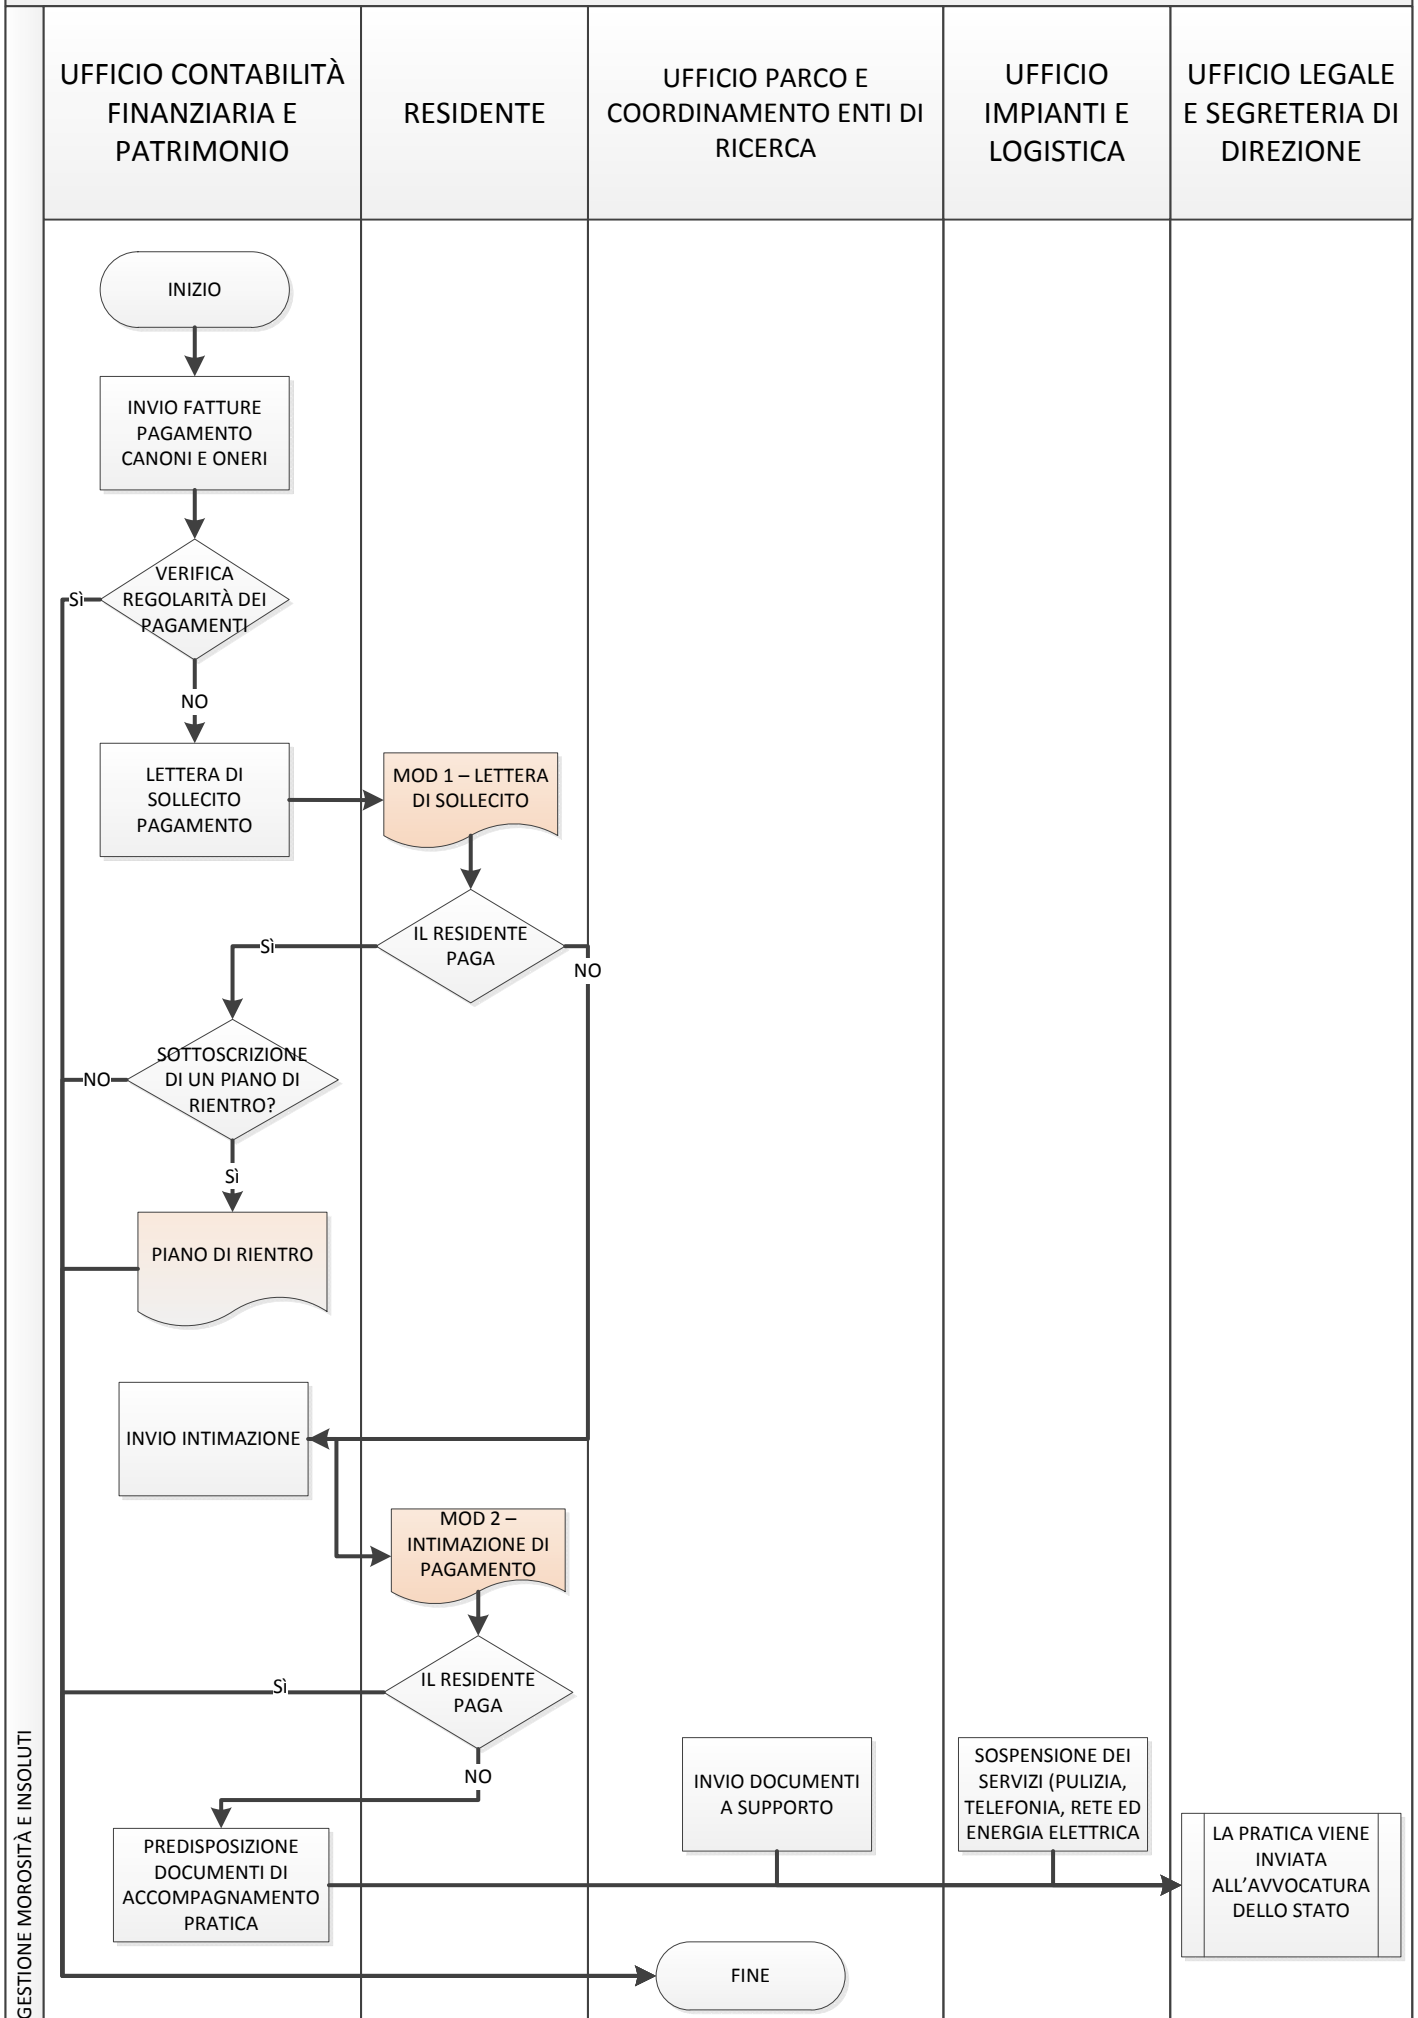 UFFICIO CONTABILITÀ
FINANZIARIA E
PATRIMONIO
RESIDENTE
UFFICIO PARCO E
COORDINAMENTO ENTI DI
RICERCA
UFFICIO
IMPIANTI E
LOGISTICA
UFFICIO LEGALE
E SEGRETERIA DI
DIREZIONE
INIZIO
INVIO FATTURE
PAGAMENTO
CANONI E ONERI
VERIFICA
REGOLARITÀ DEI
PAGAMENTI
Sì
NO
LETTERA DI
SOLLECITO
PAGAMENTO
MOD 1 – LETTERA
DI SOLLECITO
IL RESIDENTE
PAGA
Sì
NO
SOTTOSCRIZIONE
DI UN PIANO DI
RIENTRO?
NO
Sì
PIANO DI RIENTRO
INVIO INTIMAZIONE
MOD 2 –
INTIMAZIONE DI
PAGAMENTO
IL RESIDENTE
PAGA
Sì
NO
PREDISPOSIZIONE
DOCUMENTI DI
ACCOMPAGNAMENTO
PRATICA
INVIO DOCUMENTI
A SUPPORTO
SOSPENSIONE DEI
SERVIZI (PULIZIA,
TELEFONIA, RETE ED
ENERGIA ELETTRICA
LA PRATICA VIENE
INVIATA
ALL’AVVOCATURA
DELLO STATO
FINE
GESTIONE MOROSITÀ E INSOLUTI